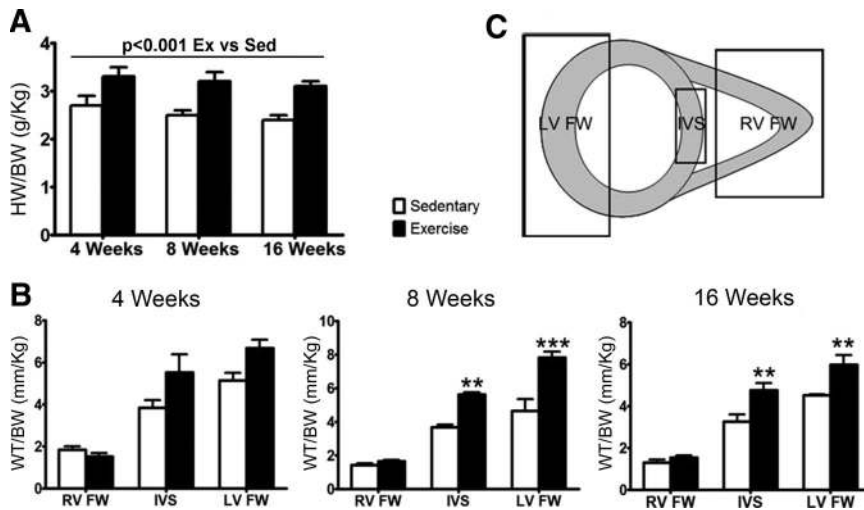 A
p<0.001 Ex vs Sed
HW/BW (g/Kg)
4
3
2
1
0
4 Weeks 8 Weeks 16 Weeks
Sedentary
Exercise
C
LV FW IVS RV FW
B
4 Weeks
WT/BW (mm/Kg)
8
6
4
2
0
RV FW IVS LV FW
8 Weeks
WT/BW (mm/Kg)
10
8
6
4
2
0
** ***
RV FW IVS LV FW
16 Weeks
WT/BW (mm/Kg)
8
6
4
2
0
** **
RV FW IVS LV FW